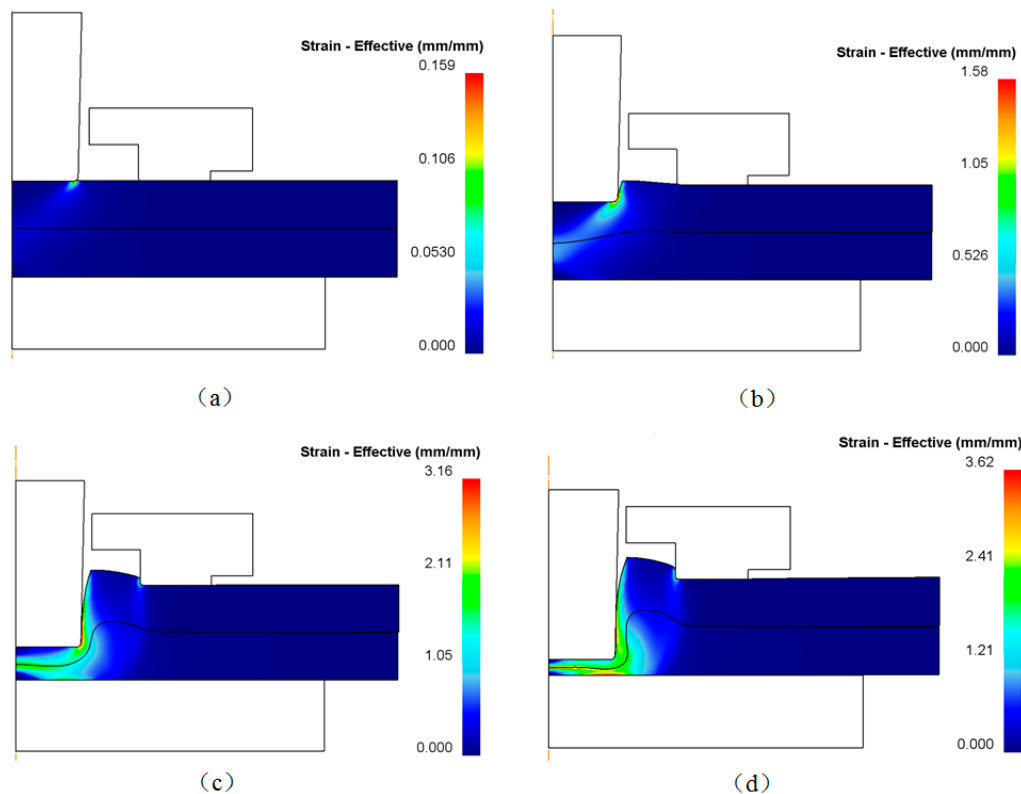 Strain - Effective (mm/mm)
0.159
0.106
0.0530
0.000
（a）
Strain - Effective (mm/mm)
1.58
1.05
0.526
0.000
（b）
Strain - Effective (mm/mm)
3.16
2.11
1.05
0.000
（c）
Strain - Effective (mm/mm)
3.62
2.41
1.21
0.000
（d）